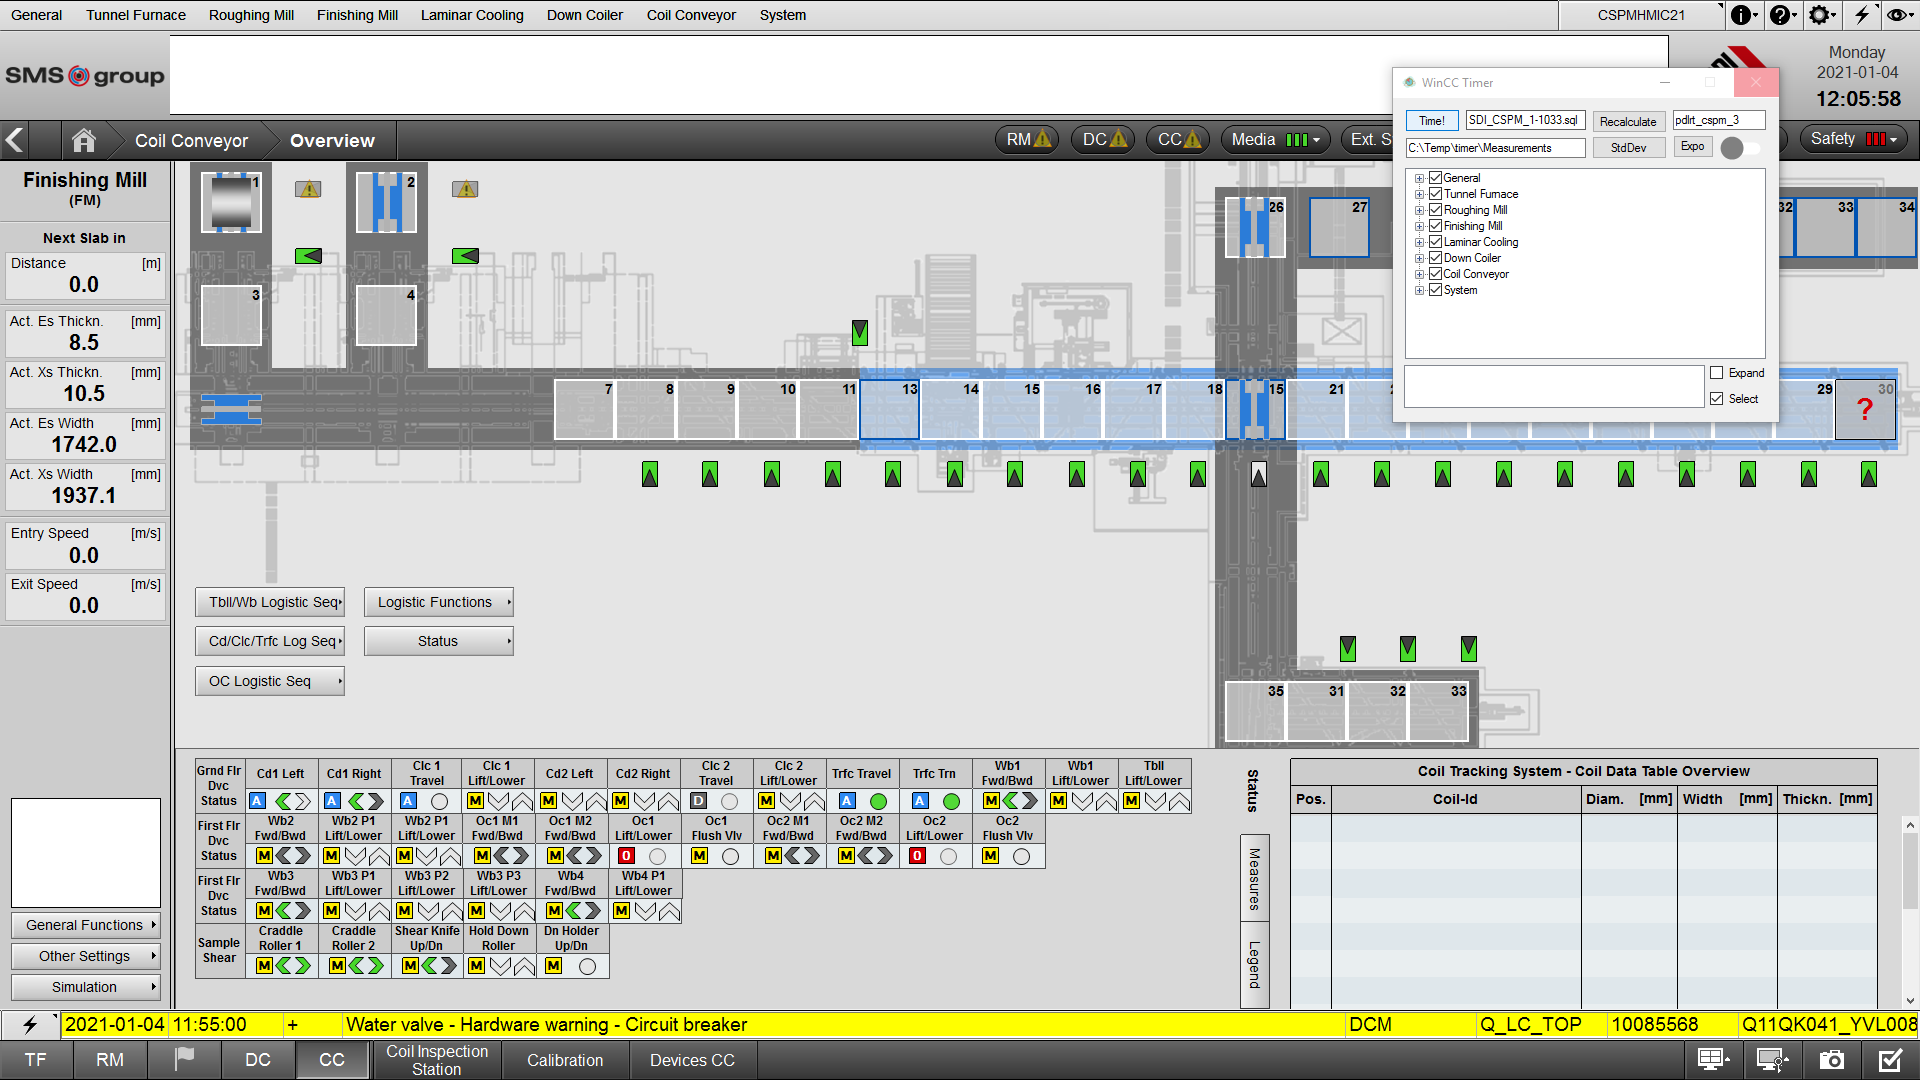 General Tunnel Furnace Roughing Mill Finishing Mill Laminar Cooling Down Coiler Coil Conveyor System CSPMHMIC21
SMS group
Monday
2021-01-04
12:05:58
Coil Conveyor Overview RM DC CC Media Ext. S Safety
WinCC Timer
Time! SDI_CSPM_1-1033.sql Recalculate pdlrt_cspm_3
C:\Temp\timer\Measurements StdDev Expo
General
Tunnel Furnace
Roughing Mill
Finishing Mill
Laminar Cooling
Down Coiler
Coil Conveyor
System
Expand
Select
Finishing Mill
(FM)
Next Slab in
Distance [m]
0.0
Act. Es Thickn. [mm]
8.5
Act. Xs Thickn. [mm]
10.5
Act. Es Width [mm]
1742.0
Act. Xs Width [mm]
1937.1
Entry Speed [m/s]
0.0
Exit Speed [m/s]
0.0
General Functions
Other Settings
Simulation
1 2 26 27 32 33 34
3 4
7 8 9 10 11 13 14 15 16 17 18 15 21 29 30
?
35 31 32 33
Tbll/Wb Logistic Seq Logistic Functions
Cd/Clc/Trfc Log Seq Status
OC Logistic Seq
Grnd Flr Dvc Status
Cd1 Left Cd1 Right Clc 1 Travel Clc 1 Lift/Lower Cd2 Left Cd2 Right Clc 2 Travel Clc 2 Lift/Lower Trfc Travel Trfc Trn Wb1 Fwd/Bwd Wb1 Lift/Lower Tbll Lift/Lower
A A A M M M D M A A M M M
First Flr Dvc Status
Wb2 Fwd/Bwd Wb2 P1 Lift/Lower Wb2 P1 Lift/Lower Oc1 M1 Fwd/Bwd Oc1 M2 Fwd/Bwd Oc1 Lift/Lower Oc1 Flush Vlv Oc2 M1 Fwd/Bwd Oc2 M2 Fwd/Bwd Oc2 Lift/Lower Oc2 Flush Vlv
M M M M M 0 M M M 0 M
First Flr Dvc Status
Wb3 Fwd/Bwd Wb3 P1 Lift/Lower Wb3 P2 Lift/Lower Wb3 P3 Lift/Lower Wb4 Fwd/Bwd Wb4 P1 Lift/Lower
M M M M M M
Sample Shear
Craddle Roller 1 Craddle Roller 2 Shear Knife Up/Dn Hold Down Roller Dn Holder Up/Dn
M M M M M
Status
Measures
Legend
Coil Tracking System - Coil Data Table Overview
Pos. Coil-Id Diam. [mm] Width [mm] Thickn. [mm]
2021-01-04 11:55:00 + Water valve - Hardware warning - Circuit breaker DCM Q_LC_TOP 10085568 Q11QK041_YVL008
TF RM DC CC Coil Inspection Station Calibration Devices CC